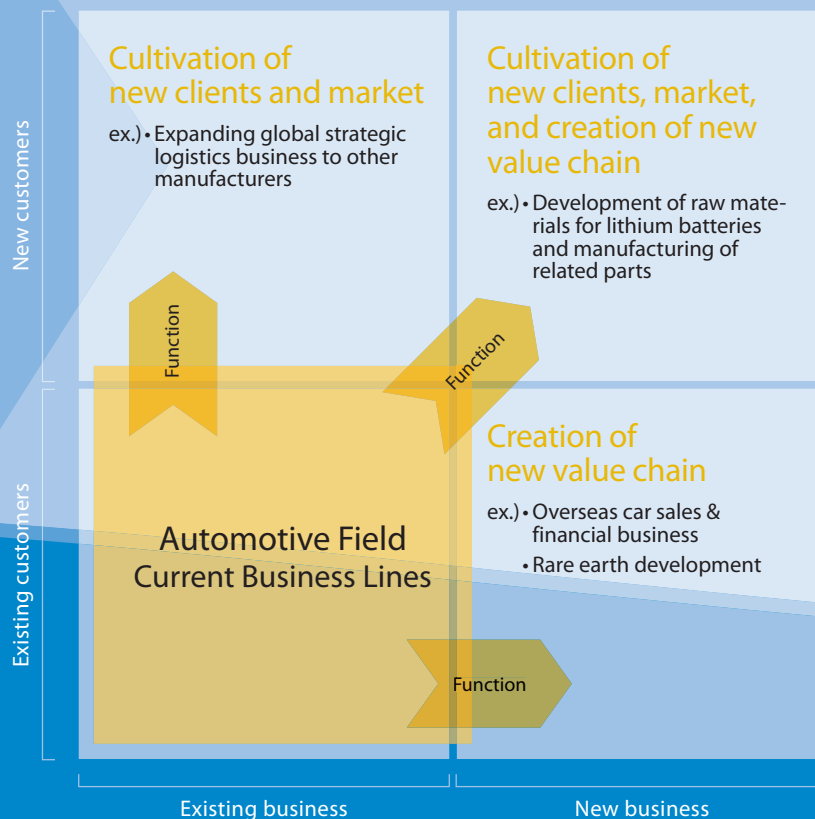 New customers
Cultivation of
new clients and market
ex.) • Expanding global strategic
logistics business to other
manufacturers
Cultivation of
new clients, market,
and creation of new
value chain
ex.) • Development of raw mate-
rials for lithium batteries
and manufacturing of
related parts
Function
Function
Existing customers
Automotive Field
Current Business Lines
Creation of
new value chain
ex.) • Overseas car sales &
financial business
• Rare earth development
Function
Existing business
New business